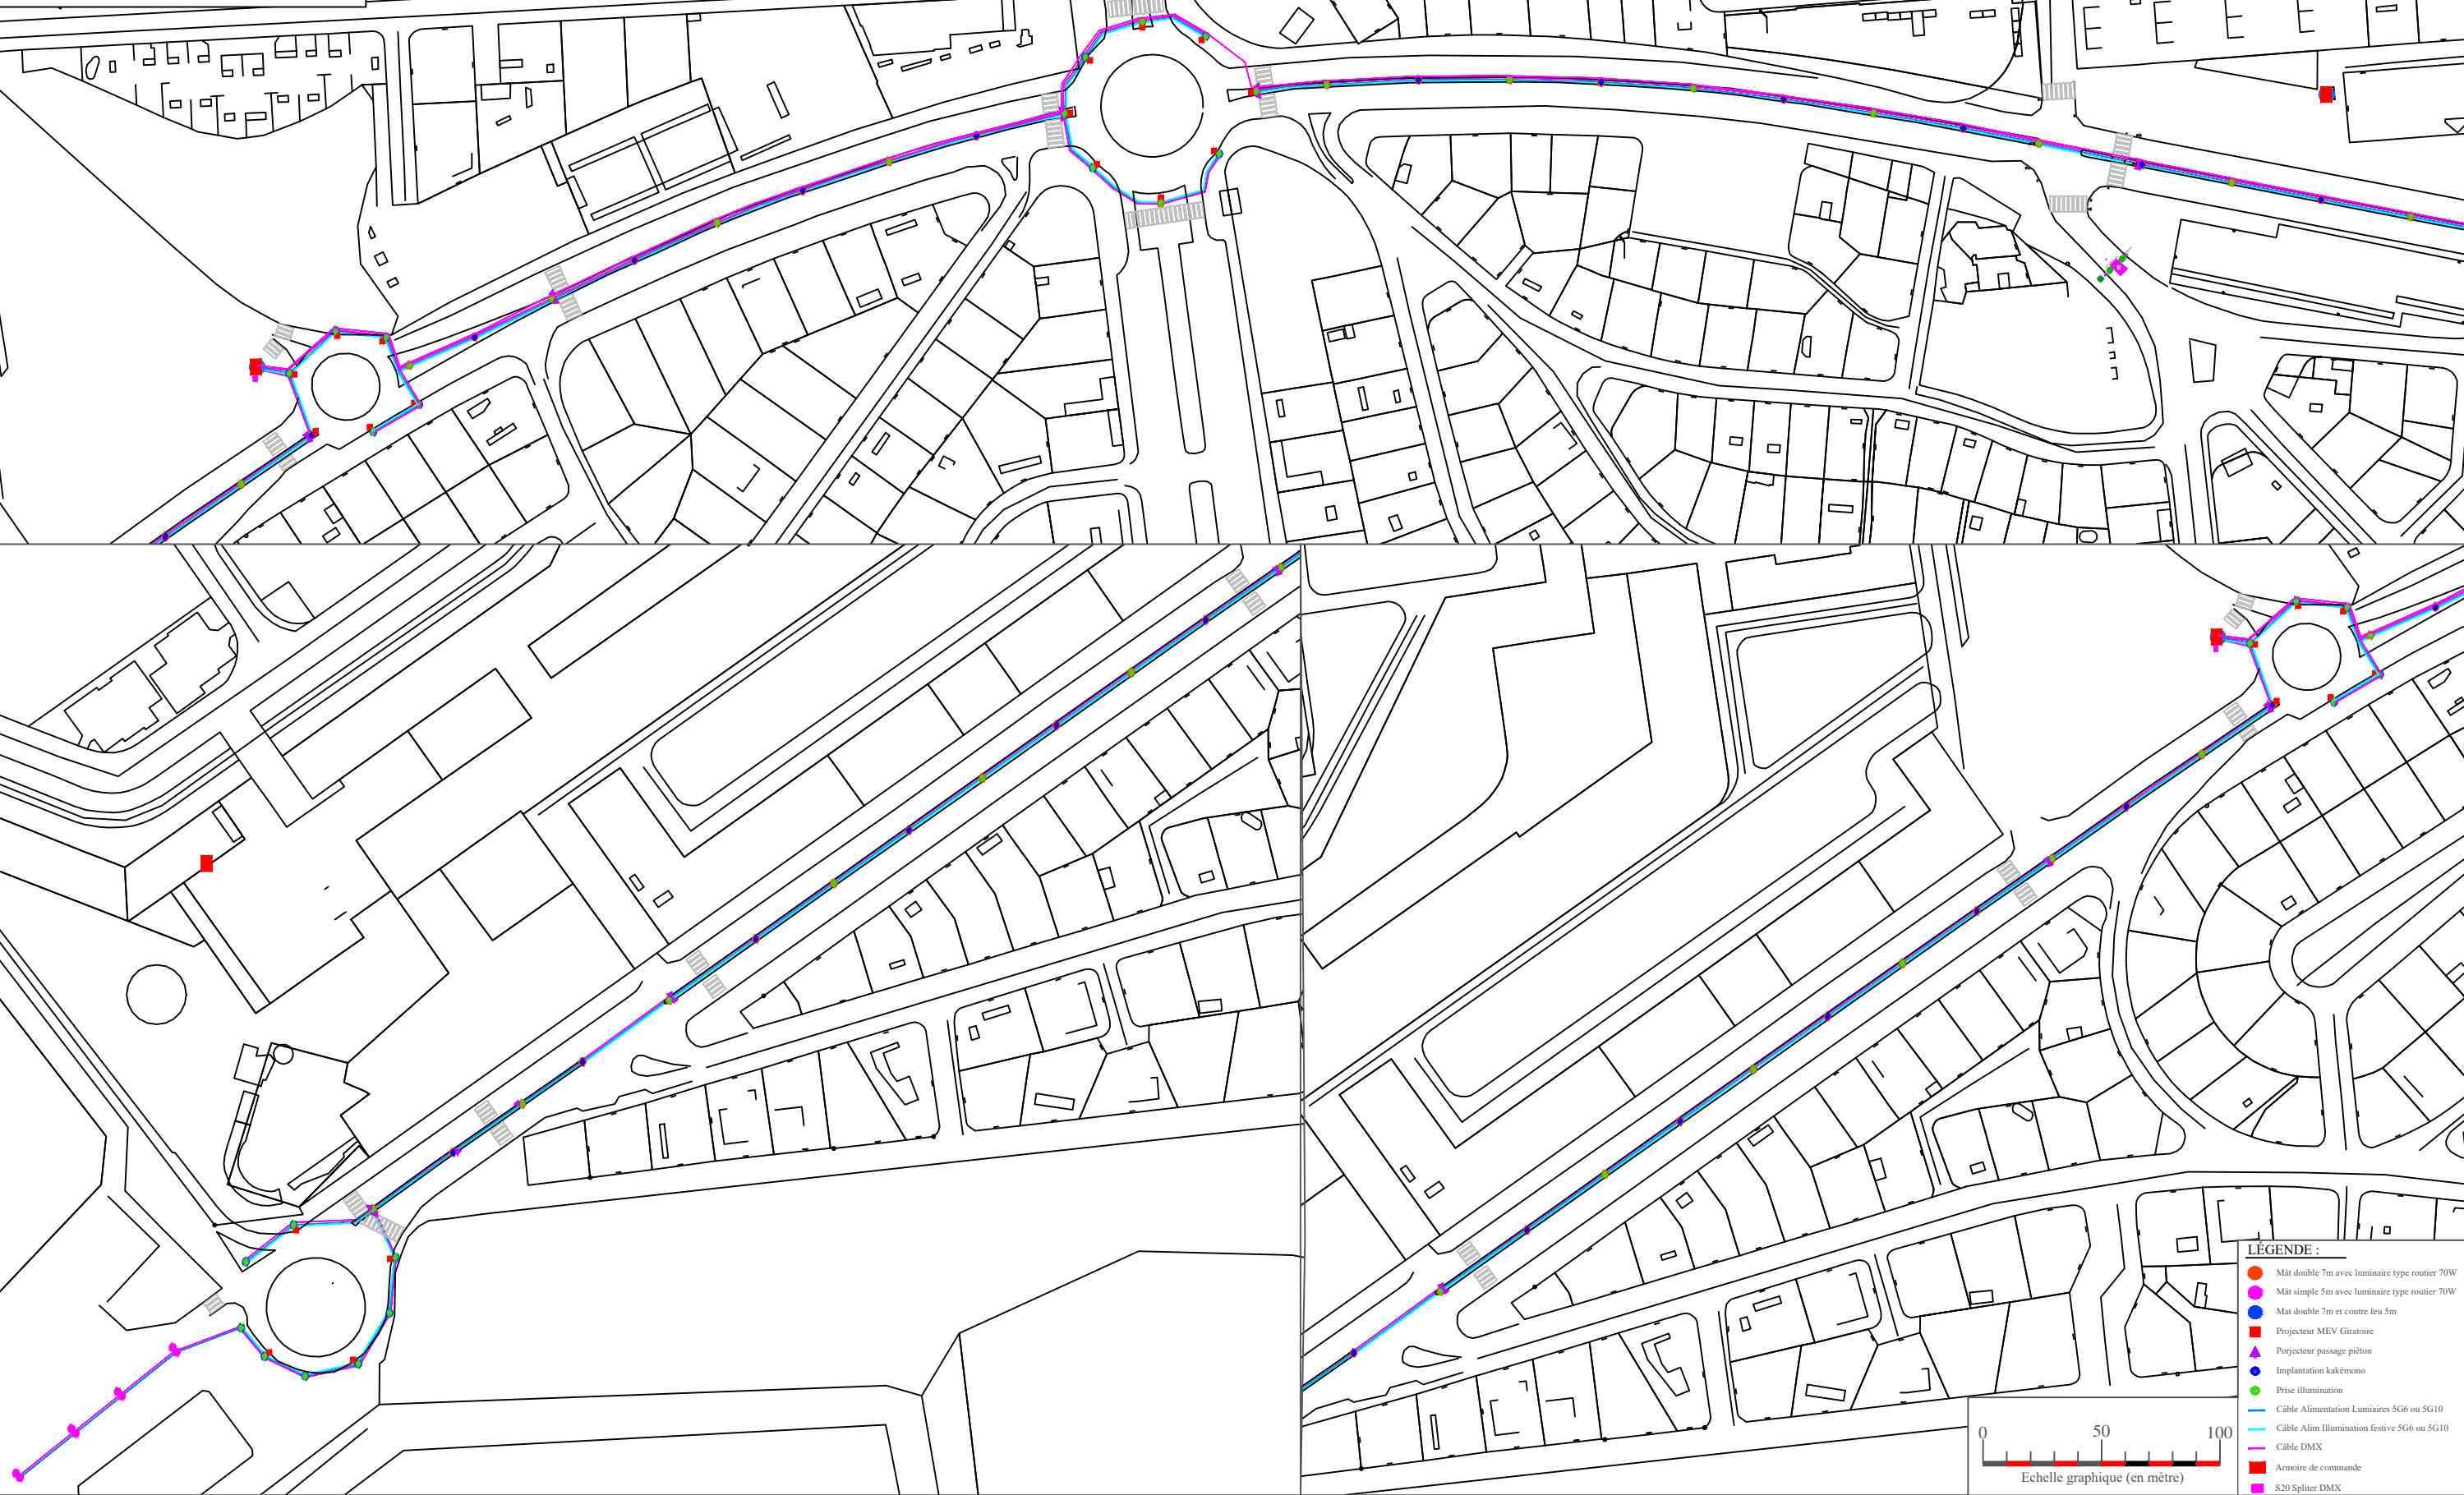 LÉGENDE :
Mât double 7m avec luminaire type routier 70W
Mât simple 5m avec luminaire type routier 70W
Mat double 7m et contre feu 5m
Projecteur MEV Giratoire
Porjecteur passage piéton
Implantation kakémono
Prise illumination
Câble Alimentation Lumiaires 5G6 ou 5G10
Câble Alim Illumination festive 5G6 ou 5G10
Câble DMX
Armoire de commande
S20 Spliter DMX
0 50 100
Echelle graphique (en mètre)